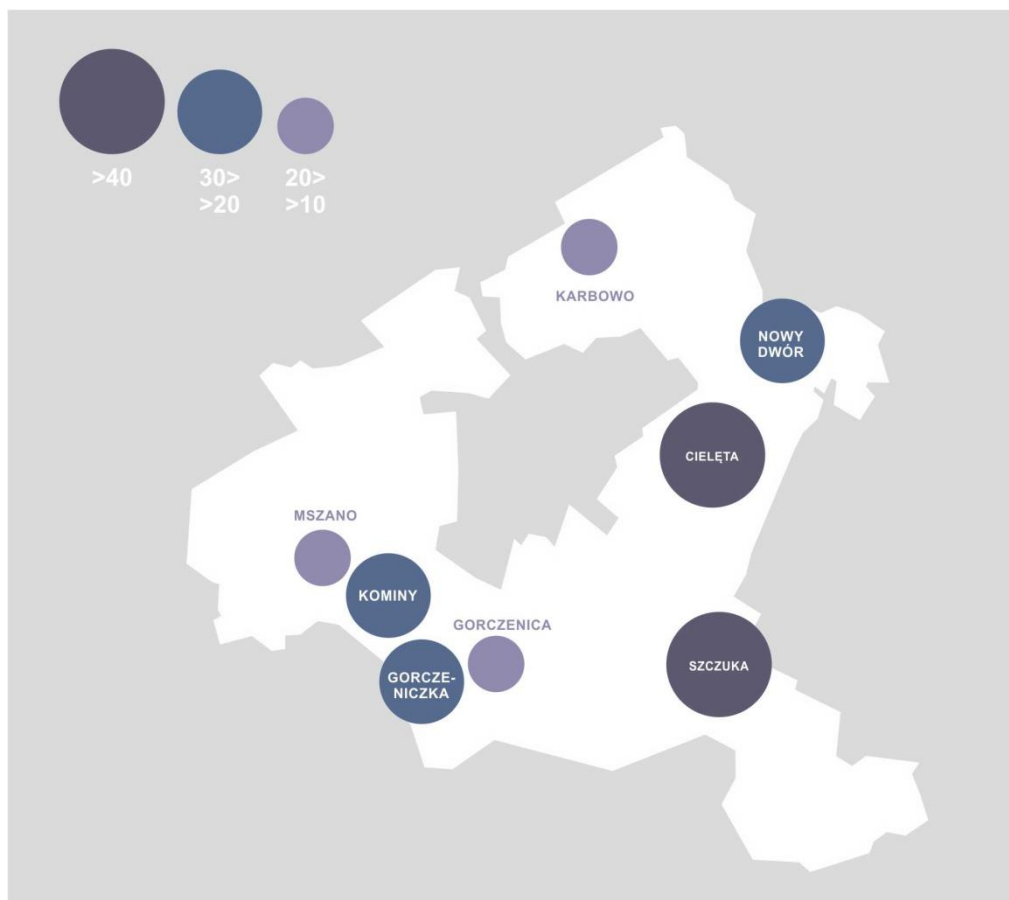 >40
30>
>20
20>
>10
KARBOWO
NOWY
DWÓR
CIELĘTA
MSZANO
KOMINY
GORCZENICA
GORCZE-
NICZKA
SZCZUKA